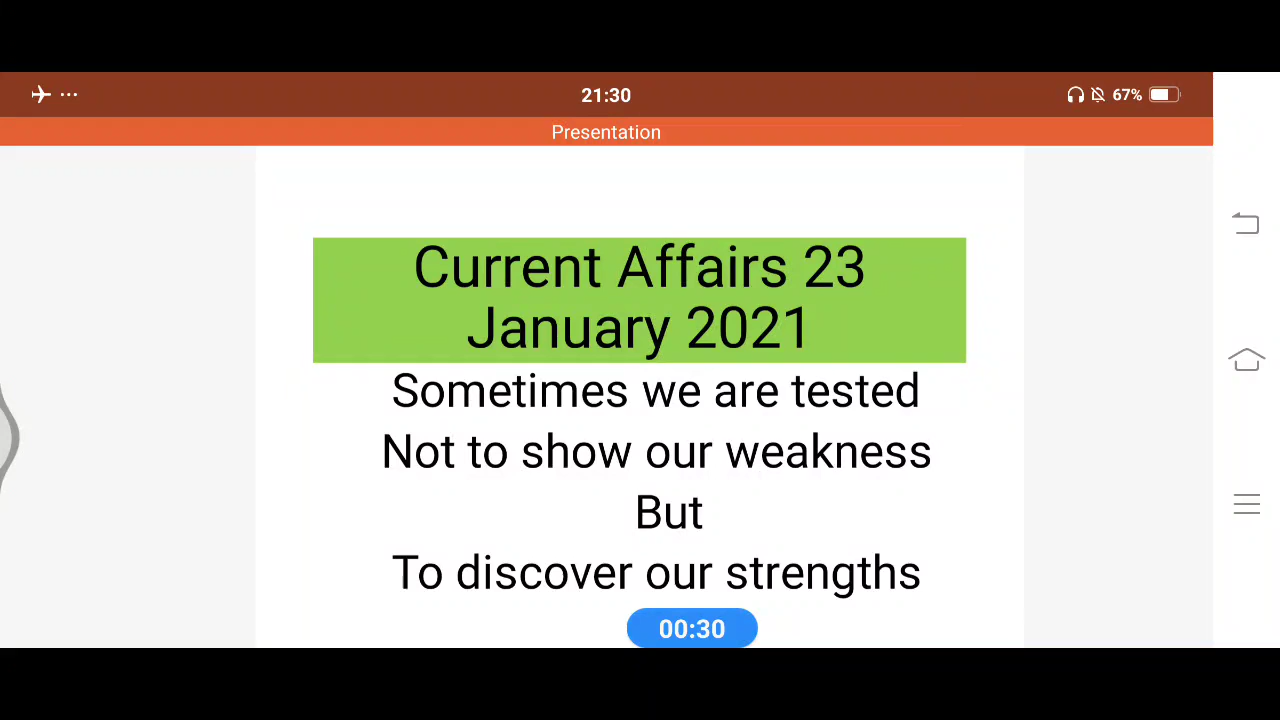 21:30
67%
Presentation
Current Affairs 23
January 2021
Sometimes we are tested
Not to show our weakness
But
To discover our strengths
00:30